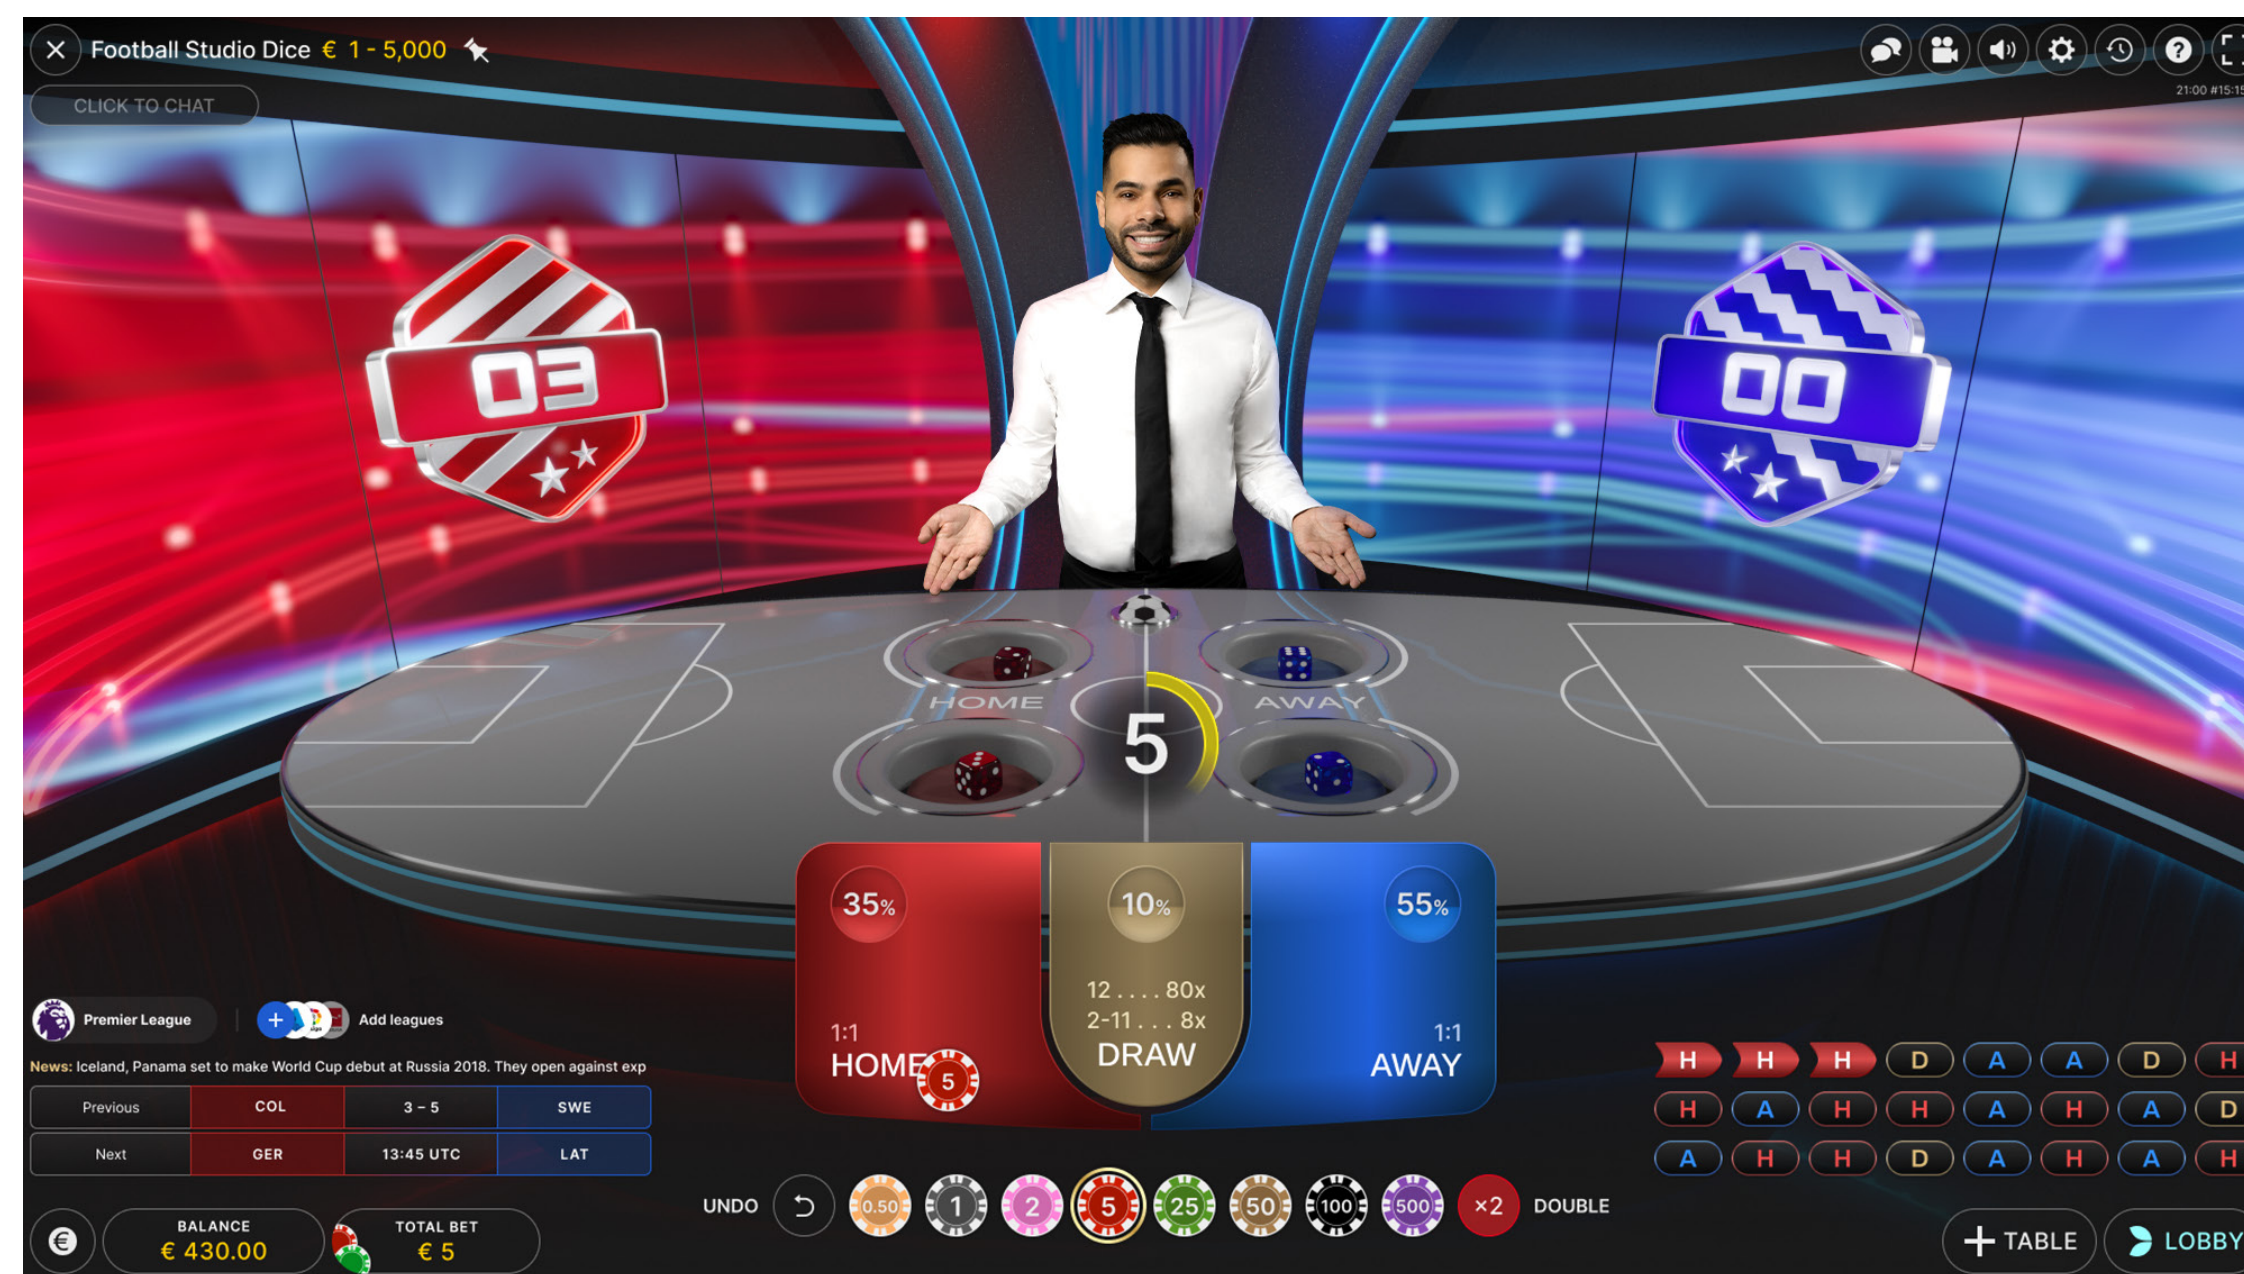 Football Studio Dice € 1 - 5,000
CLICK TO CHAT
21:00 #15:15
03
00
HOME
AWAY
5
35%
10%
55%
12 .... 80x
2-11 ... 8x
1:1
HOME
5
DRAW
1:1
AWAY
Premier League
Add leagues
News: Iceland, Panama set to make World Cup debut at Russia 2018. They open against exp
Previous COL 3 – 5 SWE
Next GER 13:45 UTC LAT
H H H D A A D H
H A H H A H A D
A H H D A H A H
UNDO 0.50 1 2 5 25 50 100 500 ×2 DOUBLE
BALANCE
€ 430.00
TOTAL BET
€ 5
TABLE
LOBBY